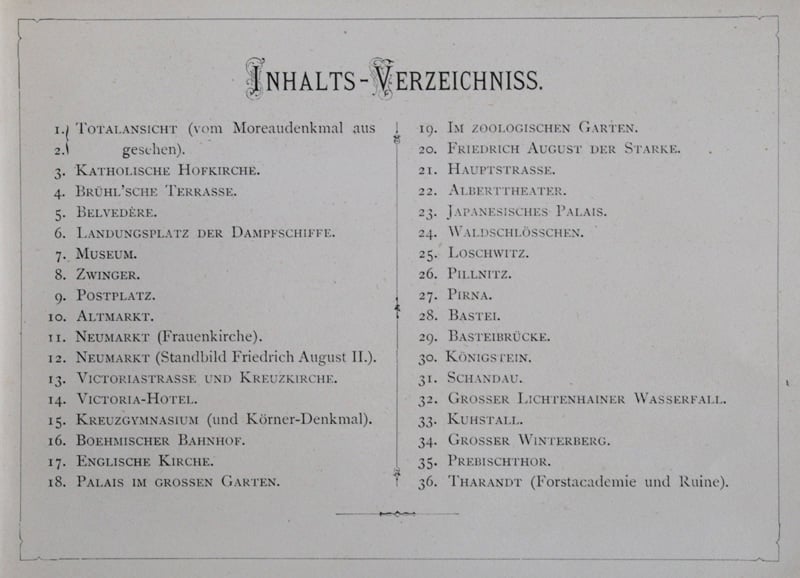 INHALTS-VERZEICHNISS.
1. TOTALANSICHT (vom Moreaudenkmal aus
2. gesehen).
3. KATHOLISCHE HOFKIRCHE.
4. BRÜHL'SCHE TERRASSE.
5. BELVEDÈRE.
6. LANDUNGSPLATZ DER DAMPFSCHIFFE.
7. MUSEUM.
8. ZWINGER.
9. POSTPLATZ.
10. ALTMARKT.
11. NEUMARKT (Frauenkirche).
12. NEUMARKT (Standbild Friedrich August II.).
13. VICTORIASTRASSE UND KREUZKIRCHE.
14. VICTORIA-HOTEL.
15. KREUZGYMNASIUM (und Körner-Denkmal).
16. BOEHMISCHER BAHNHOF.
17. ENGLISCHE KIRCHE.
18. PALAIS IM GROSSEN GARTEN.
19. IM ZOOLOGISCHEN GARTEN.
20. FRIEDRICH AUGUST DER STARKE.
21. HAUPTSTRASSE.
22. ALBERTTHEATER.
23. JAPANESISCHES PALAIS.
24. WALDSCHLÖSSCHEN.
25. LOSCHWITZ.
26. PILLNITZ.
27. PIRNA.
28. BASTEI.
29. BASTEIBRÜCKE.
30. KÖNIGSTEIN.
31. SCHANDAU.
32. GROSSER LICHTENHAINER WASSERFALL.
33. KUHSTALL.
34. GROSSER WINTERBERG.
35. PREBISCHTHOR.
36. THARANDT (Forstacademie und Ruine).